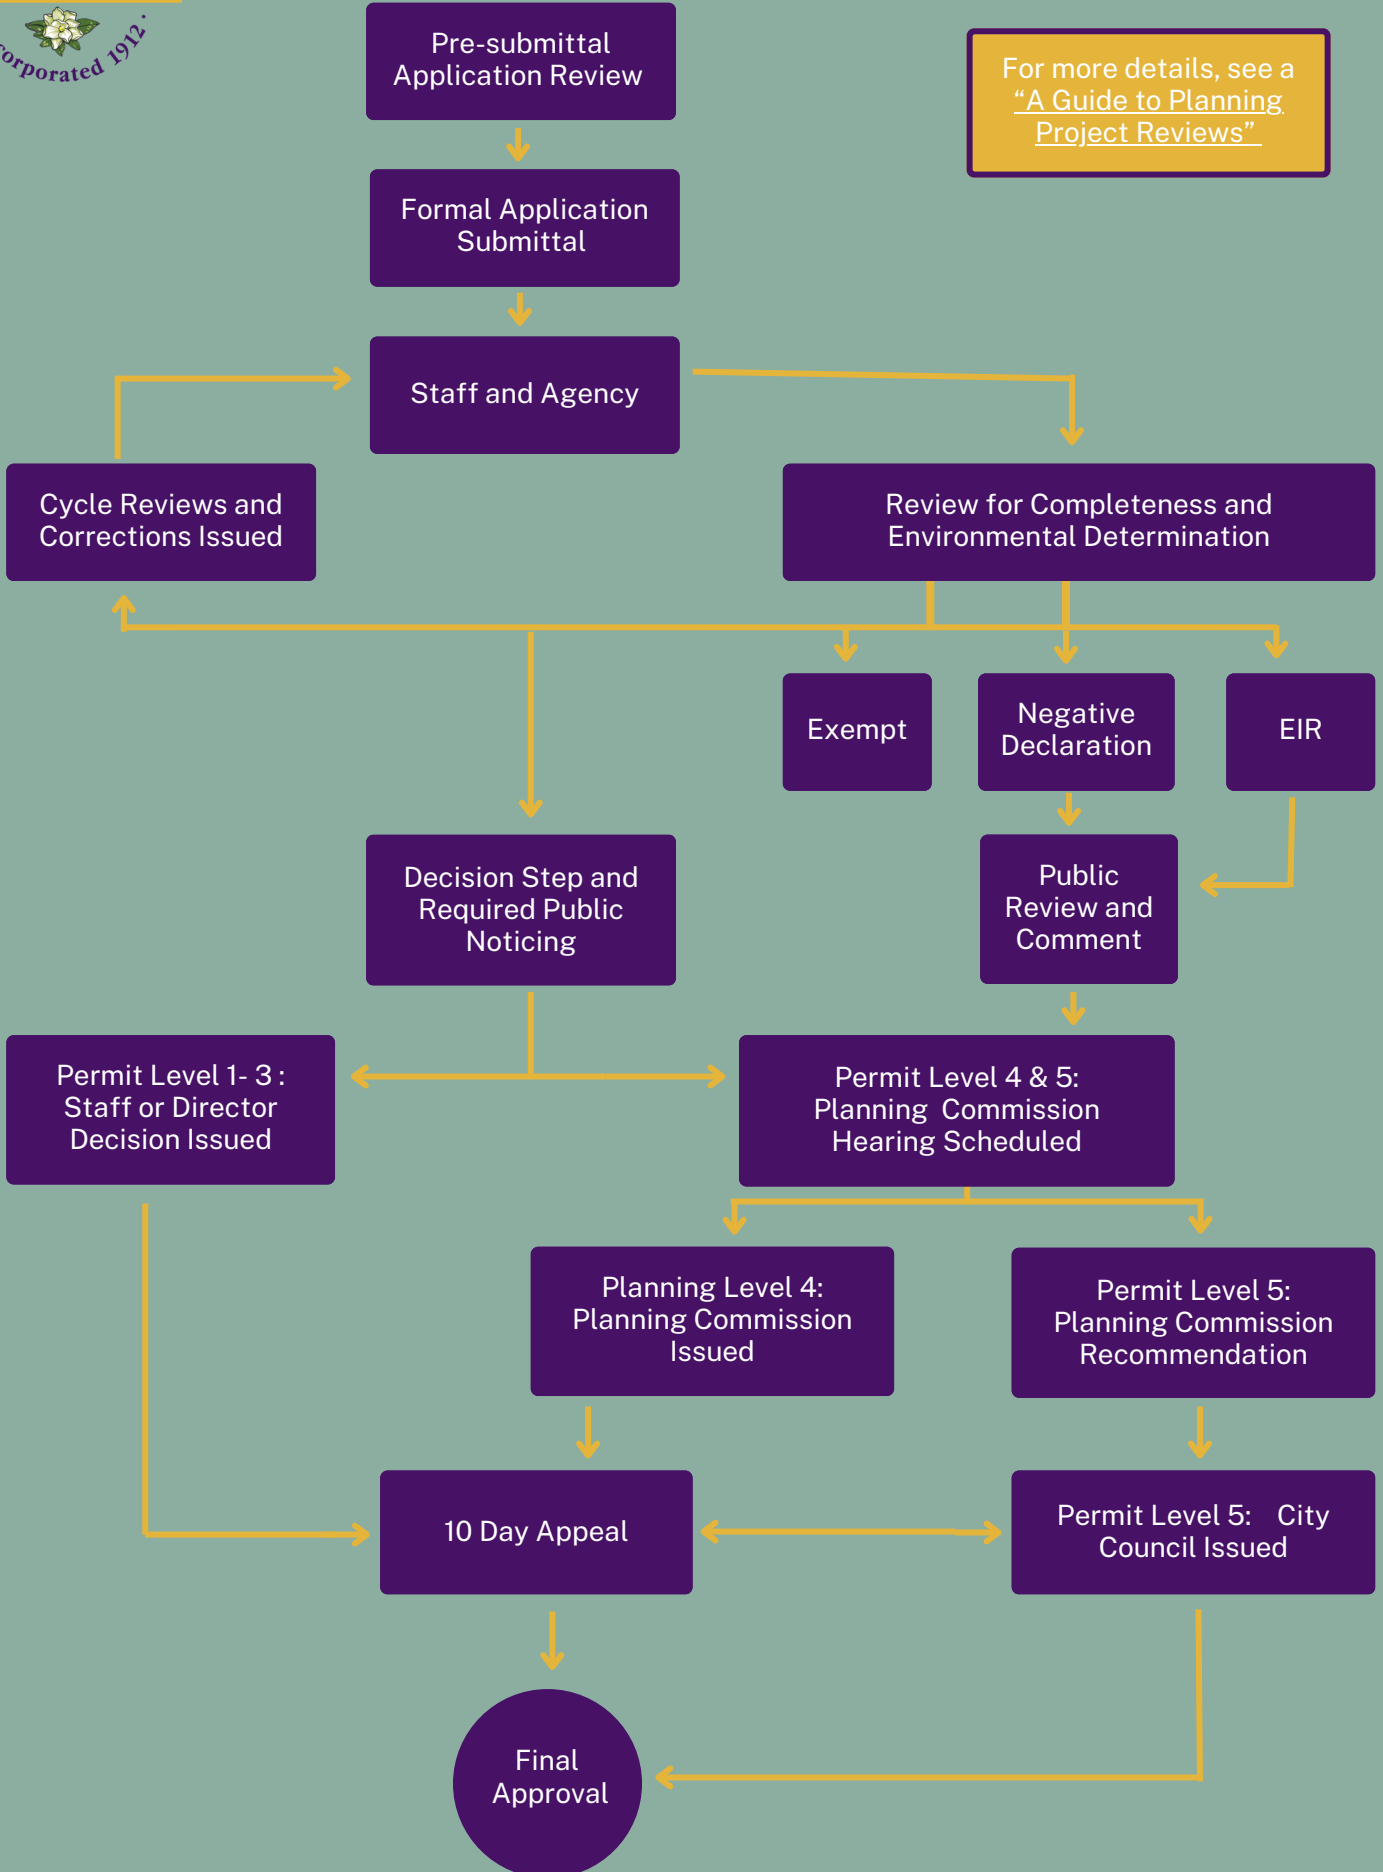 corporated 1912 ·
Pre-submittal
Application Review
For more details, see a
“A Guide to Planning
Project Reviews”
Formal Application
Submittal
Staff and Agency
Cycle Reviews and
Corrections Issued
Review for Completeness and
Environmental Determination
Exempt
Negative
Declaration
EIR
Decision Step and
Required Public
Noticing
Public
Review and
Comment
Permit Level 1- 3 :
Staff or Director
Decision Issued
Permit Level 4 & 5:
Planning Commission
Hearing Scheduled
Planning Level 4:
Planning Commission
Issued
Permit Level 5:
Planning Commission
Recommendation
10 Day Appeal
Permit Level 5: City
Council Issued
Final
Approval